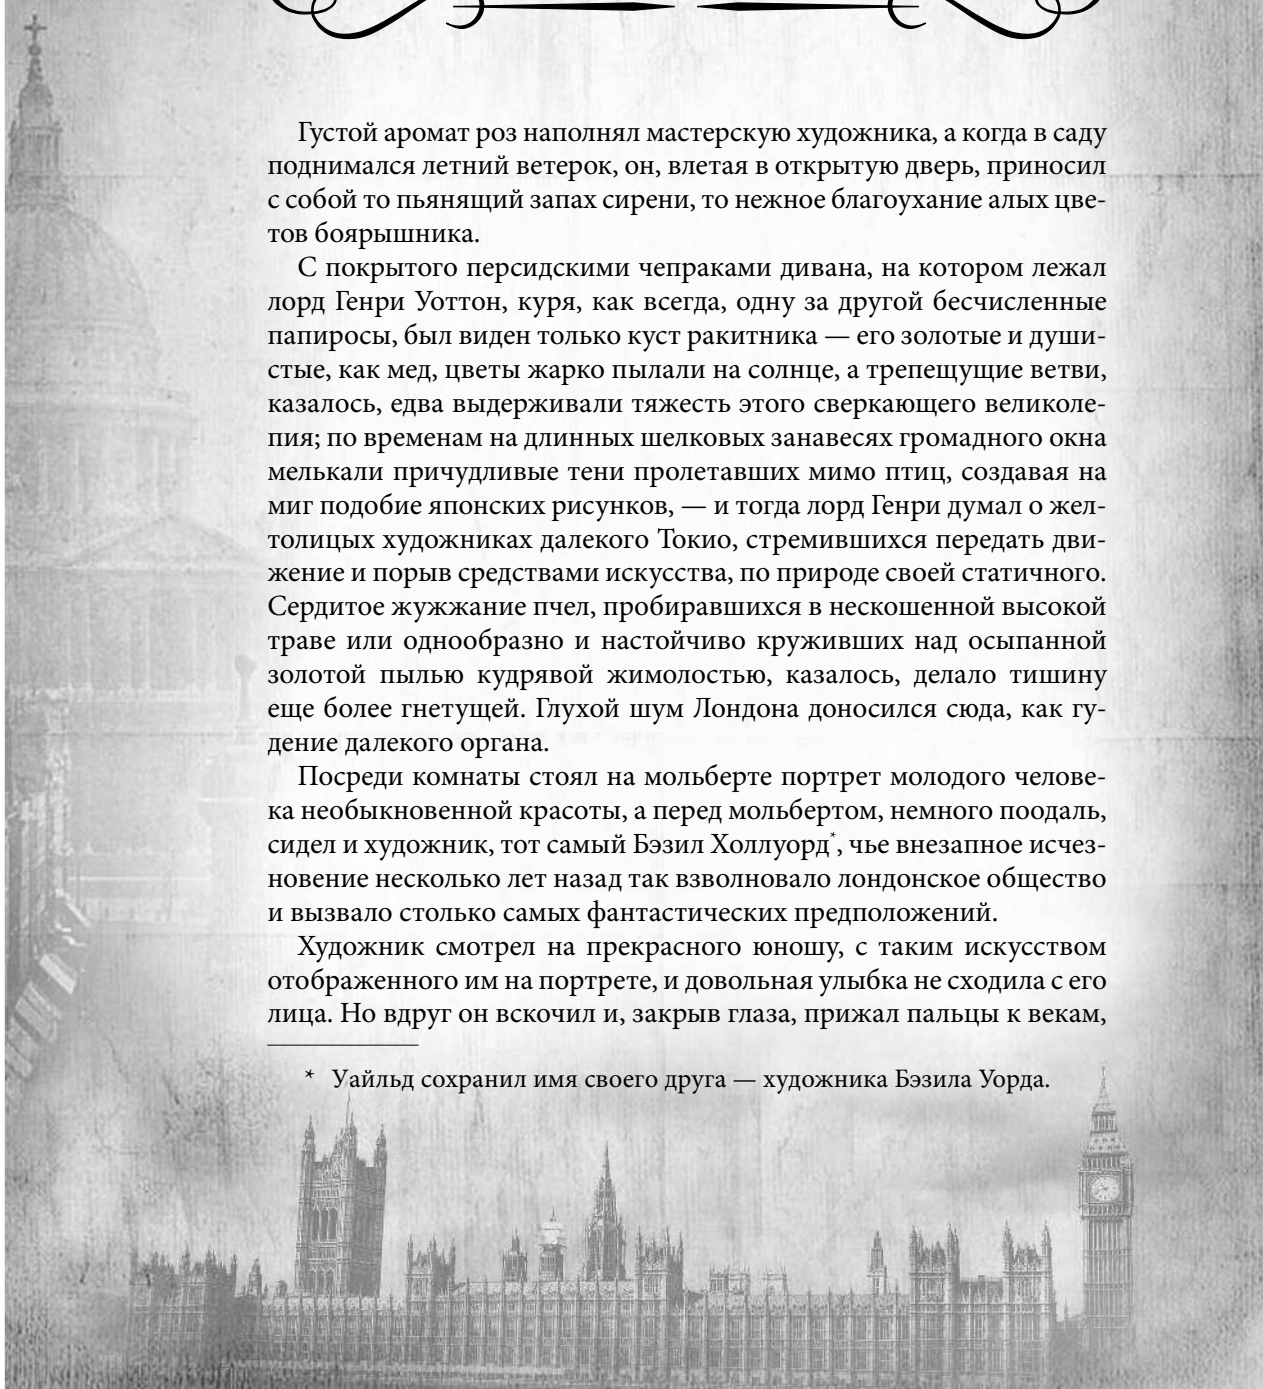 Густой аромат роз наполнял мастерскую художника, а когда в саду
поднимался летний ветерок, он, влетая в открытую дверь, приносил
с собой то пьянящий запах сирени, то нежное благоухание алых цве-
тов боярышника.
С покрытого персидскими чепраками дивана, на котором лежал
лорд Генри Уоттон, куря, как всегда, одну за другой бесчисленные
папиросы, был виден только куст ракитника — его золотые и души-
стые, как мед, цветы жарко пылали на солнце, а трепещущие ветви,
казалось, едва выдерживали тяжесть этого сверкающего великоле-
пия; по временам на длинных шелковых занавесях громадного окна
мелькали причудливые тени пролетавших мимо птиц, создавая на
миг подобие японских рисунков, — и тогда лорд Генри думал о жел-
толицых художниках далекого Токио, стремившихся передать дви-
жение и порыв средствами искусства, по природе своей статичного.
Сердитое жужжание пчел, пробиравшихся в нескошенной высокой
траве или однообразно и настойчиво круживших над осыпанной
золотой пылью кудрявой жимолостью, казалось, делало тишину
еще более гнетущей. Глухой шум Лондона доносился сюда, как гу-
дение далекого органа.
Посреди комнаты стоял на мольберте портрет молодого челове-
ка необыкновенной красоты, а перед мольбертом, немного поодаль,
сидел и художник, тот самый Бэзил Холлуорд*, чье внезапное исчез-
новение несколько лет назад так взволновало лондонское общество
и вызвало столько самых фантастических предположений.
Художник смотрел на прекрасного юношу, с таким искусством
отображенного им на портрете, и довольная улыбка не сходила с его
лица. Но вдруг он вскочил и, закрыв глаза, прижал пальцы к векам,
* Уайльд сохранил имя своего друга — художника Бэзила Уорда.